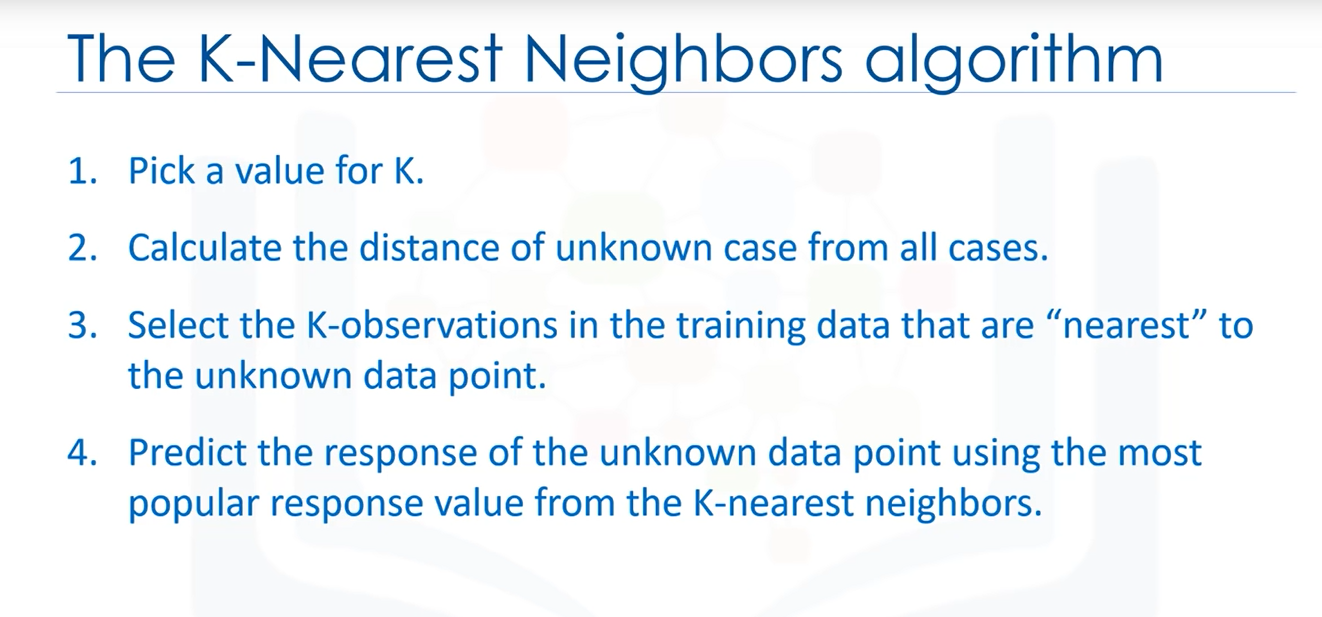 The K-Nearest Neighbors algorithm
1. Pick a value for K.
2. Calculate the distance of unknown case from all cases.
3. Select the K-observations in the training data that are “nearest” to
the unknown data point.
4. Predict the response of the unknown data point using the most
popular response value from the K-nearest neighbors.